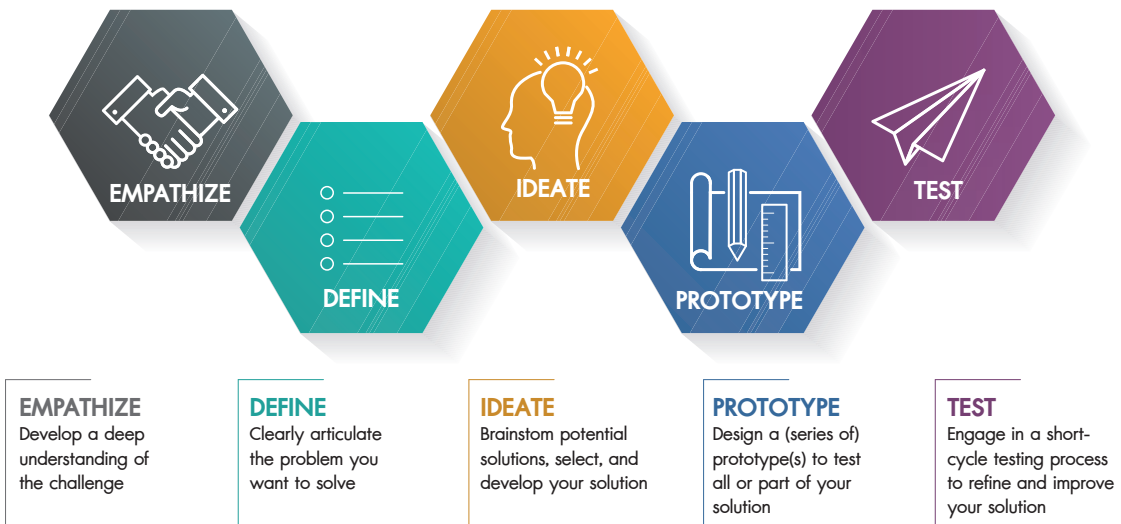 EMPATHIZE
DEFINE
IDEATE
PROTOTYPE
TEST
EMPATHIZE
Develop a deep
understanding of
the challenge
DEFINE
Clearly articulate
the problem you
want to solve
IDEATE
Brainstom potential
solutions, select, and
develop your solution
PROTOTYPE
Design a (series of)
prototype(s) to test
all or part of your
solution
TEST
Engage in a short-
cycle testing process
to refine and improve
your solution